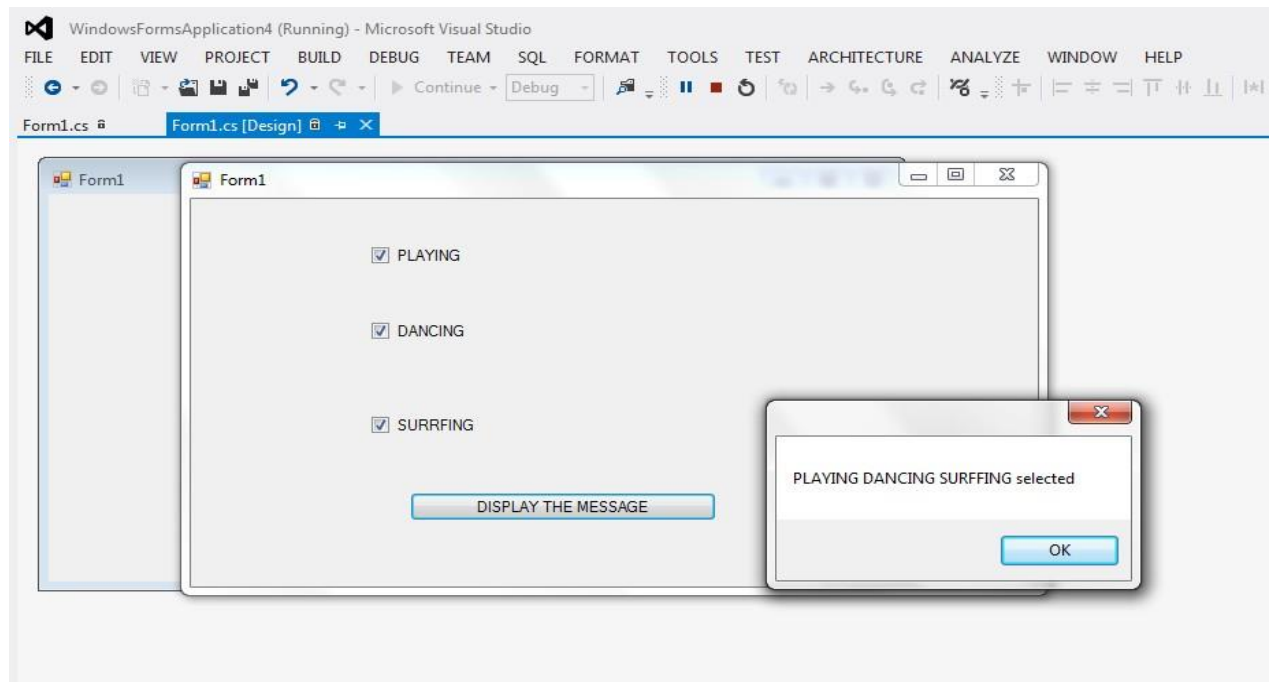 WindowsFormsApplication4 (Running) - Microsoft Visual Studio
FILE EDIT VIEW PROJECT BUILD DEBUG TEAM SQL FORMAT TOOLS TEST ARCHITECTURE ANALYZE WINDOW HELP
Continue Debug
Form1.cs Form1.cs [Design]
Form1 Form1
PLAYING
DANCING
SURRFING
DISPLAY THE MESSAGE
PLAYING DANCING SURFFING selected
OK